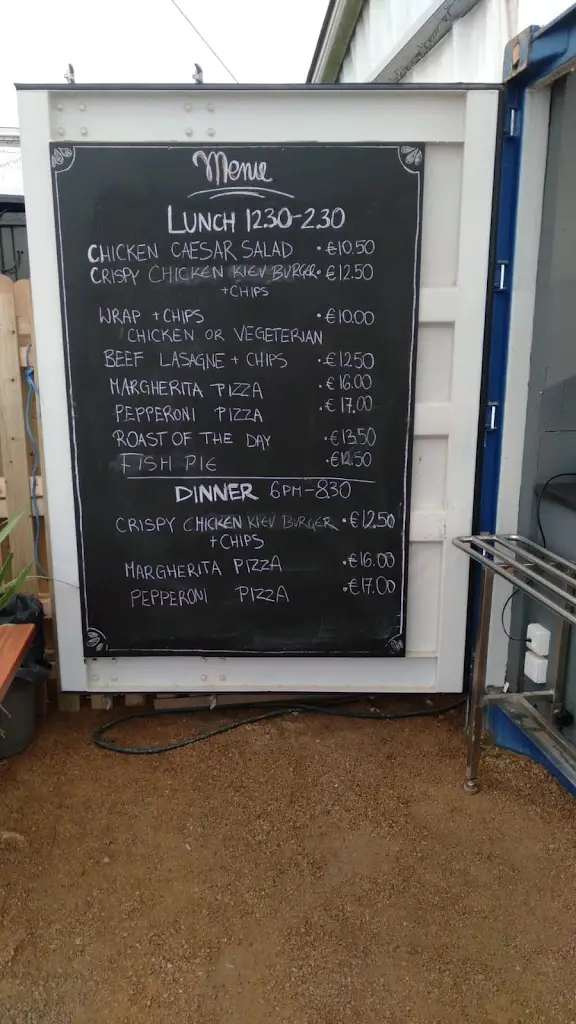 Menu
LUNCH 1230-2.30
CHICKEN CAESAR SALAD • €10.50
CRISPY CHICKEN KIEV BURGER • €12.50
+ CHIPS
WRAP + CHIPS • €10.00
CHICKEN OR VEGETERIAN
BEEF LASAGNE + CHIPS • €12.50
MARGHERITA PIZZA • €16.00
PEPPERONI PIZZA • €17.00
ROAST OF THE DAY • €13.50
FISH PIE • €12.50
DINNER 6PM-830
CRISPY CHICKEN KIEV BURGER • €12.50
+ CHIPS
MARGHERITA PIZZA • €16.00
PEPPERONI PIZZA • €17.00